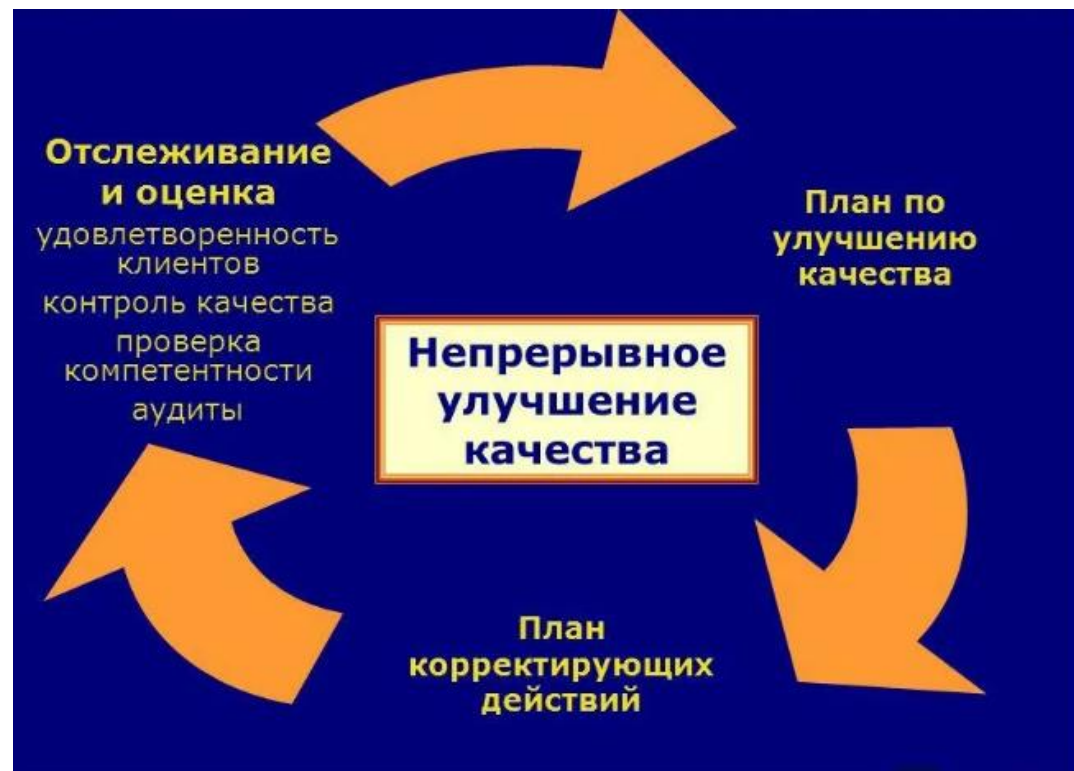 Отслеживание
и оценка
удовлетворенность
клиентов
контроль качества
проверка
компетентности
аудиты
План по
улучшению
качества
Непрерывное
улучшение
качества
План
корректирующих
действий